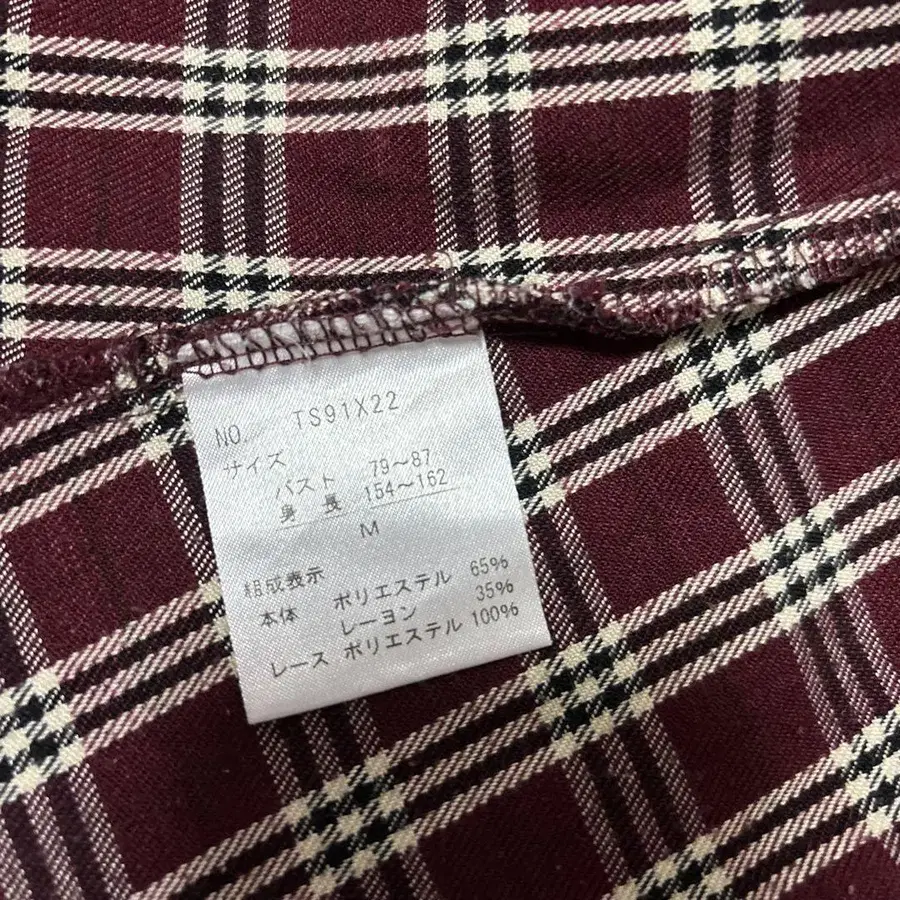 NO. TS91X22
サイズ
バスト 79～87
身長 154～162
M
組成表示
本体 ポリエステル 65%
レーヨン 35%
レース ポリエステル 100%